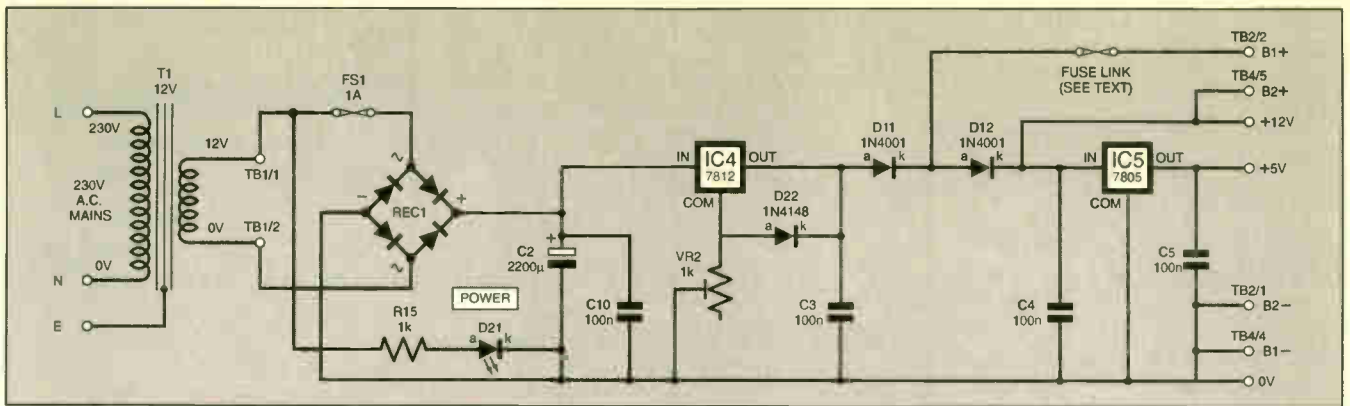 T1
12V
L
230V
230V
A.C.
MAINS
0V
N
E
12V
TB1/1
0V
TB1/2
FS1
1A
~
−
REC1
+
~
R15
1k
POWER
D21
a
k
+
C2
2200µ
C10
100n
IN
IC4
7812
OUT
COM
D22
1N4148
a
k
VR2
1k
C3
100n
D11
1N4001
a
k
D12
1N4001
a
k
FUSE LINK
(SEE TEXT)
C4
100n
IN
IC5
7805
OUT
COM
C5
100n
TB2/2
B1+
TB4/5
B2+
+12V
+5V
TB2/1
B2−
TB4/4
B1−
0V